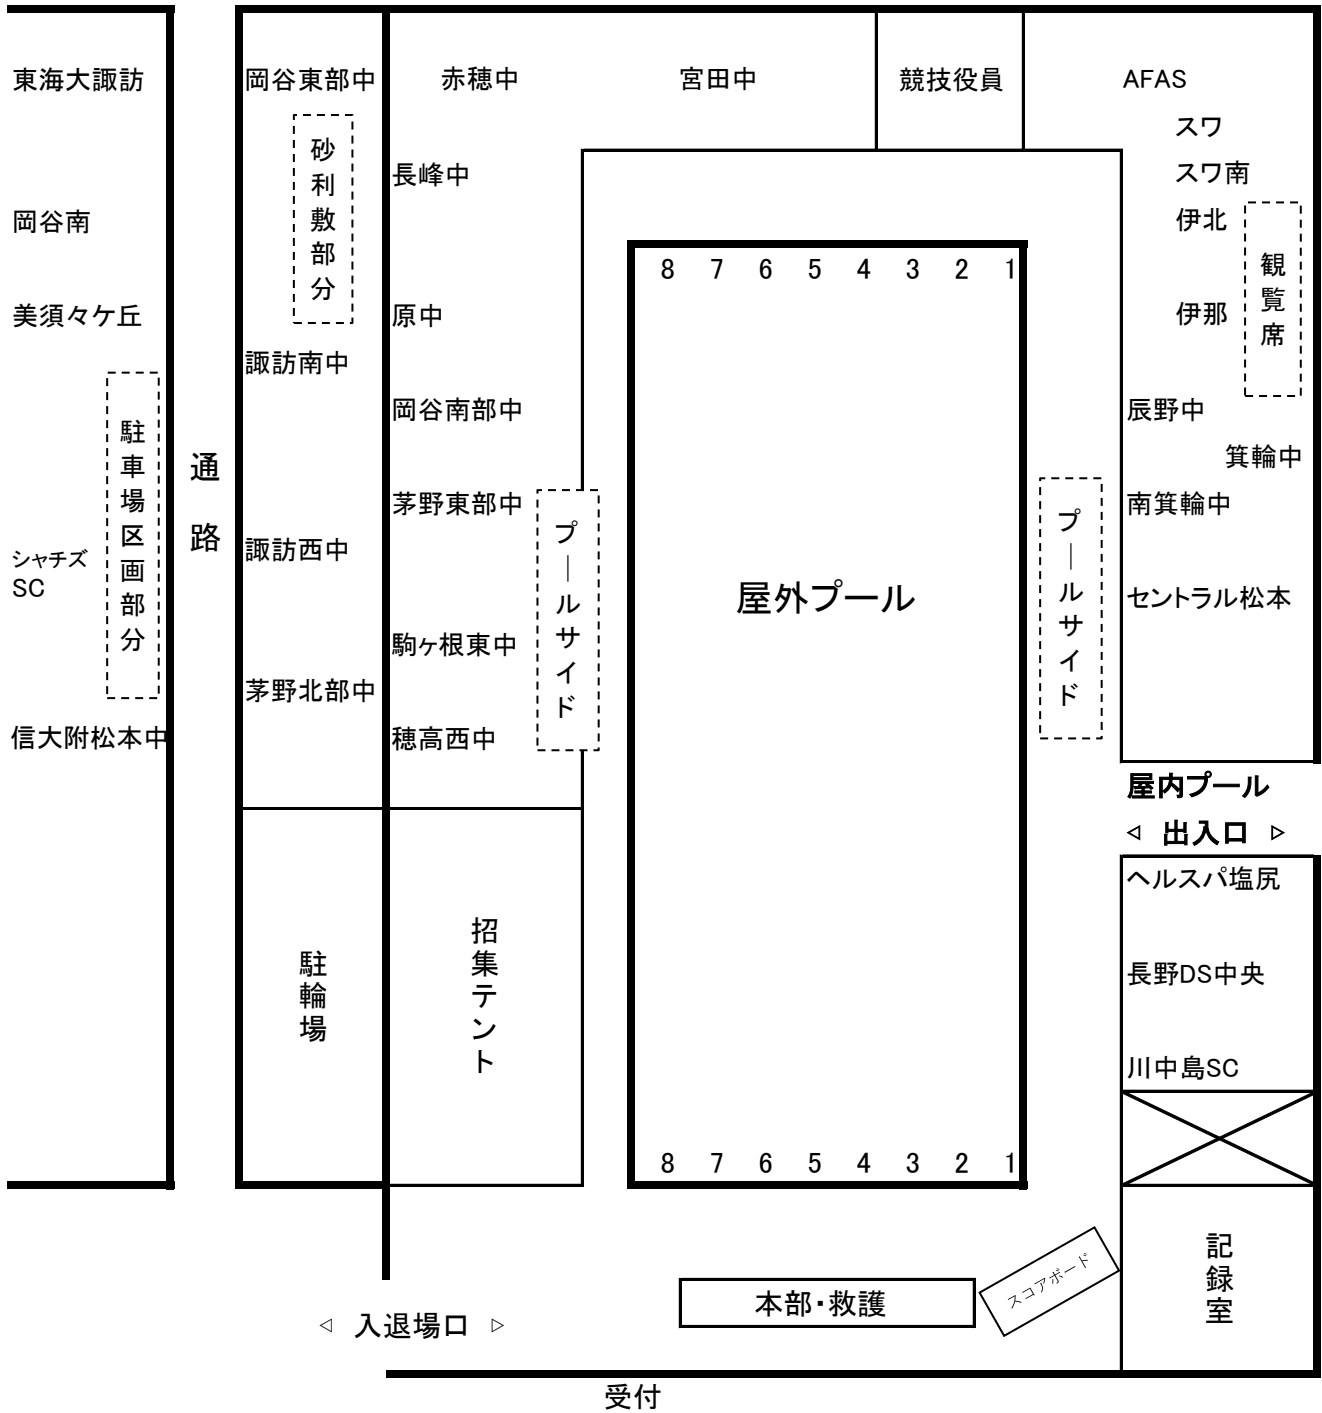 東海大諏訪
岡谷南
美須々ケ丘
駐車場区画部分
シャチズ
SC
信大附松本中
通路
岡谷東部中
砂利敷部分
諏訪南中
諏訪西中
茅野北部中
駐輪場
赤穂中
宮田中
競技役員
AFAS
長峰中
原中
岡谷南部中
茅野東部中
駒ヶ根東中
穂高西中
プールサイド
招集テント
8 7 6 5 4 3 2 1
屋外プール
8 7 6 5 4 3 2 1
プールサイド
スワ
スワ南
伊北
伊那
観覧席
辰野中
箕輪中
南箕輪中
セントラル松本
屋内プール
◁ 出入口 ▷
ヘルスパ塩尻
長野DS中央
川中島SC
記録室
スコアボード
本部・救護
◁ 入退場口 ▷
受付